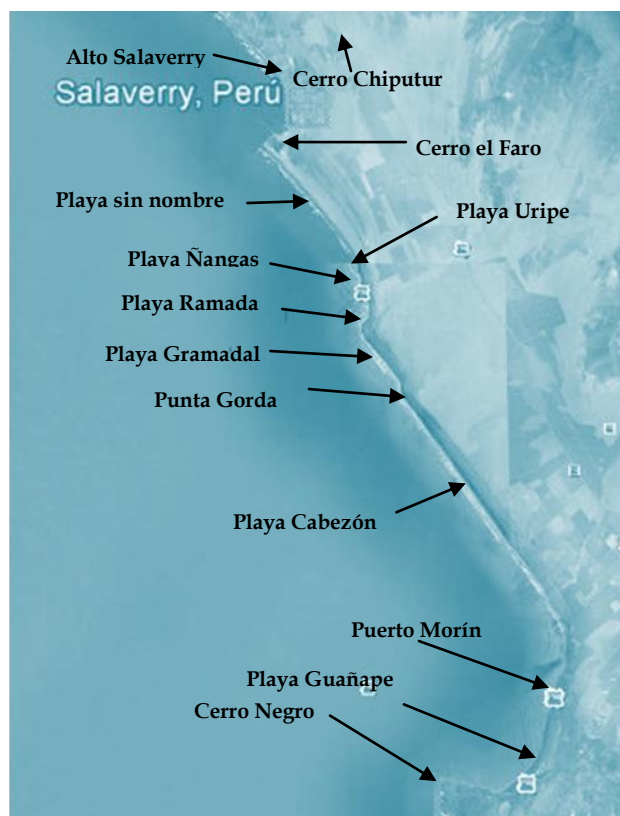 Alto Salaverry
Cerro Chiputur
Salaverry, Perú
Cerro el Faro
Playa sin nombre
Playa Uripe
Playa Ñangas
Playa Ramada
Playa Gramadal
Punta Gorda
Playa Cabezón
Puerto Morín
Playa Guañape
Cerro Negro